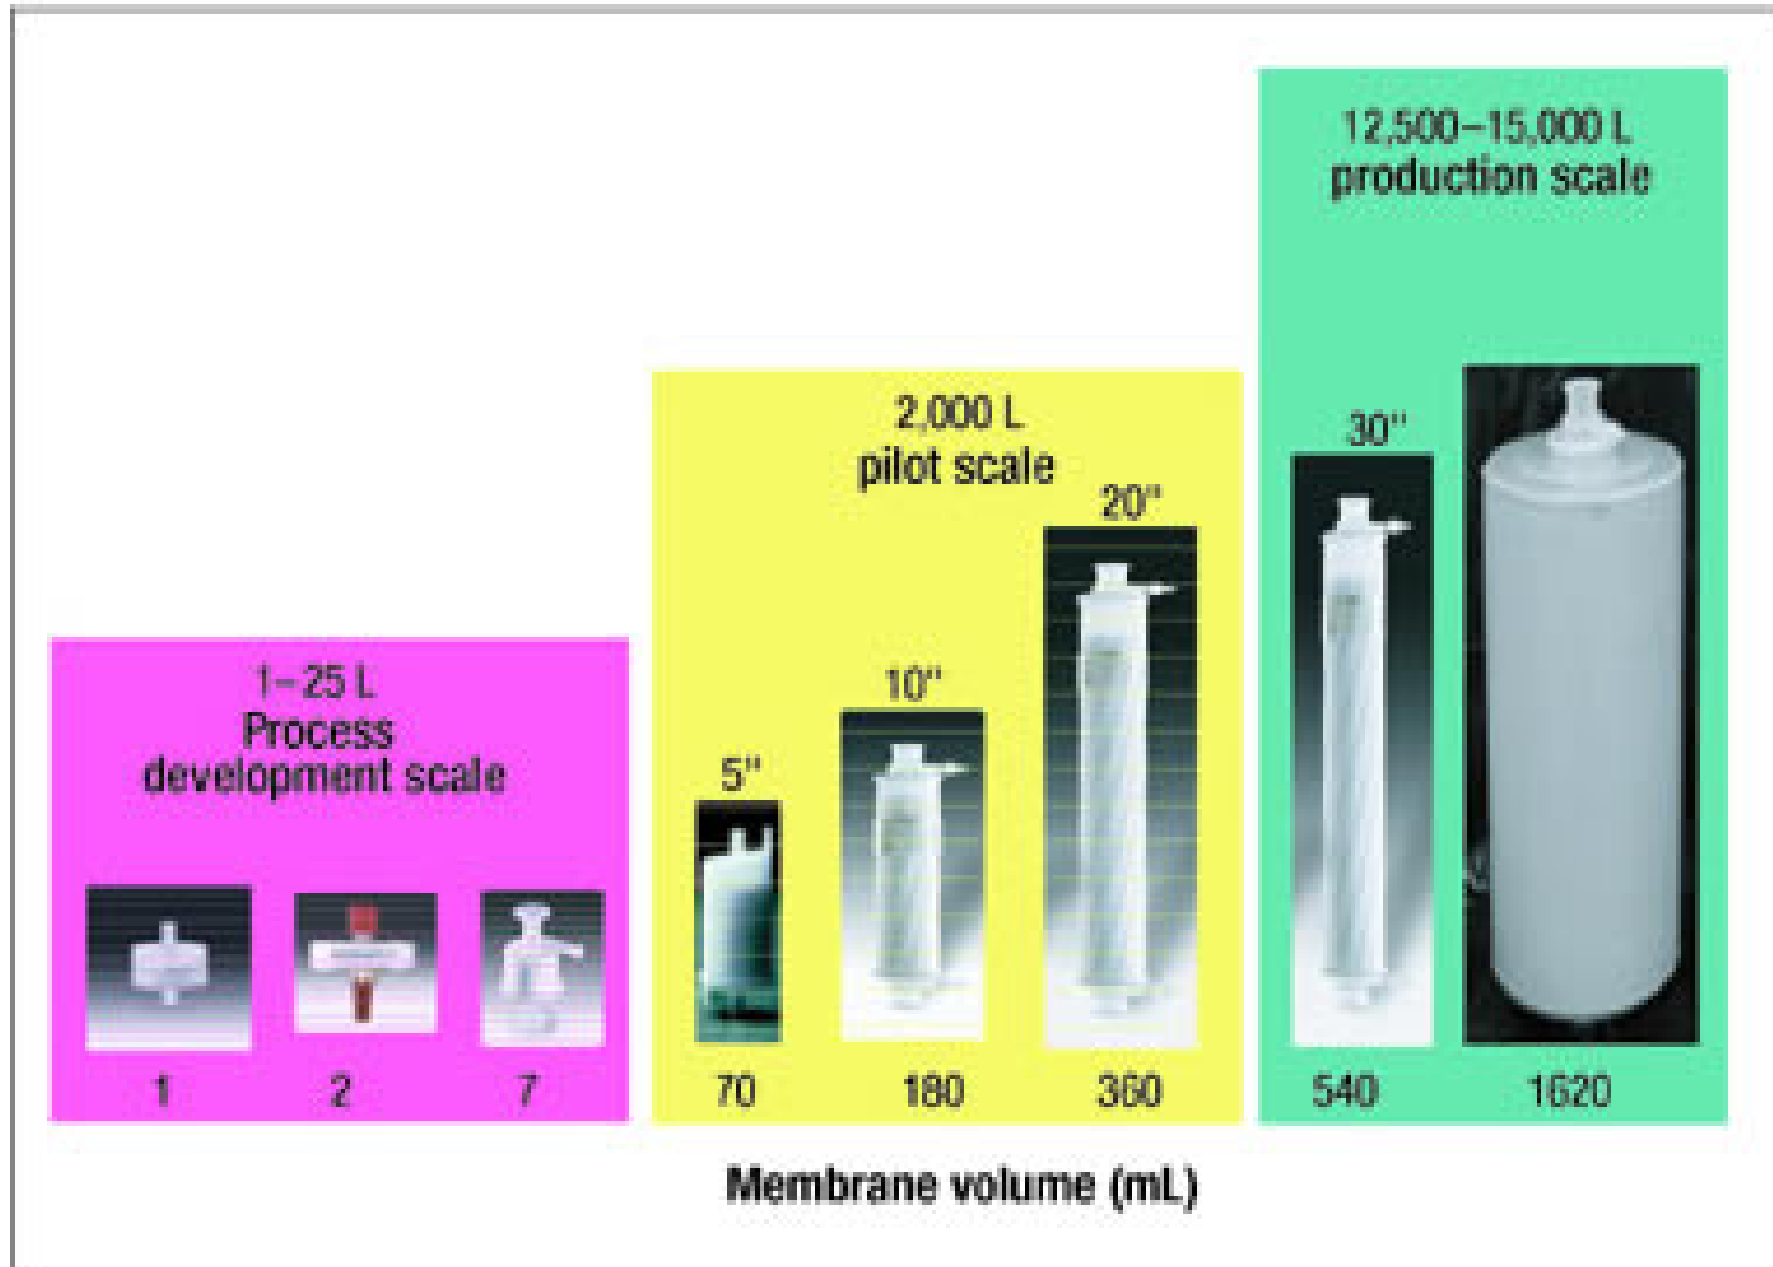 1–25 L
Process
development scale
1
2
7
2,000 L
pilot scale
5"
10"
20"
70
180
360
12,500–15,000 L
production scale
30"
540
1620
Membrane volume (mL)